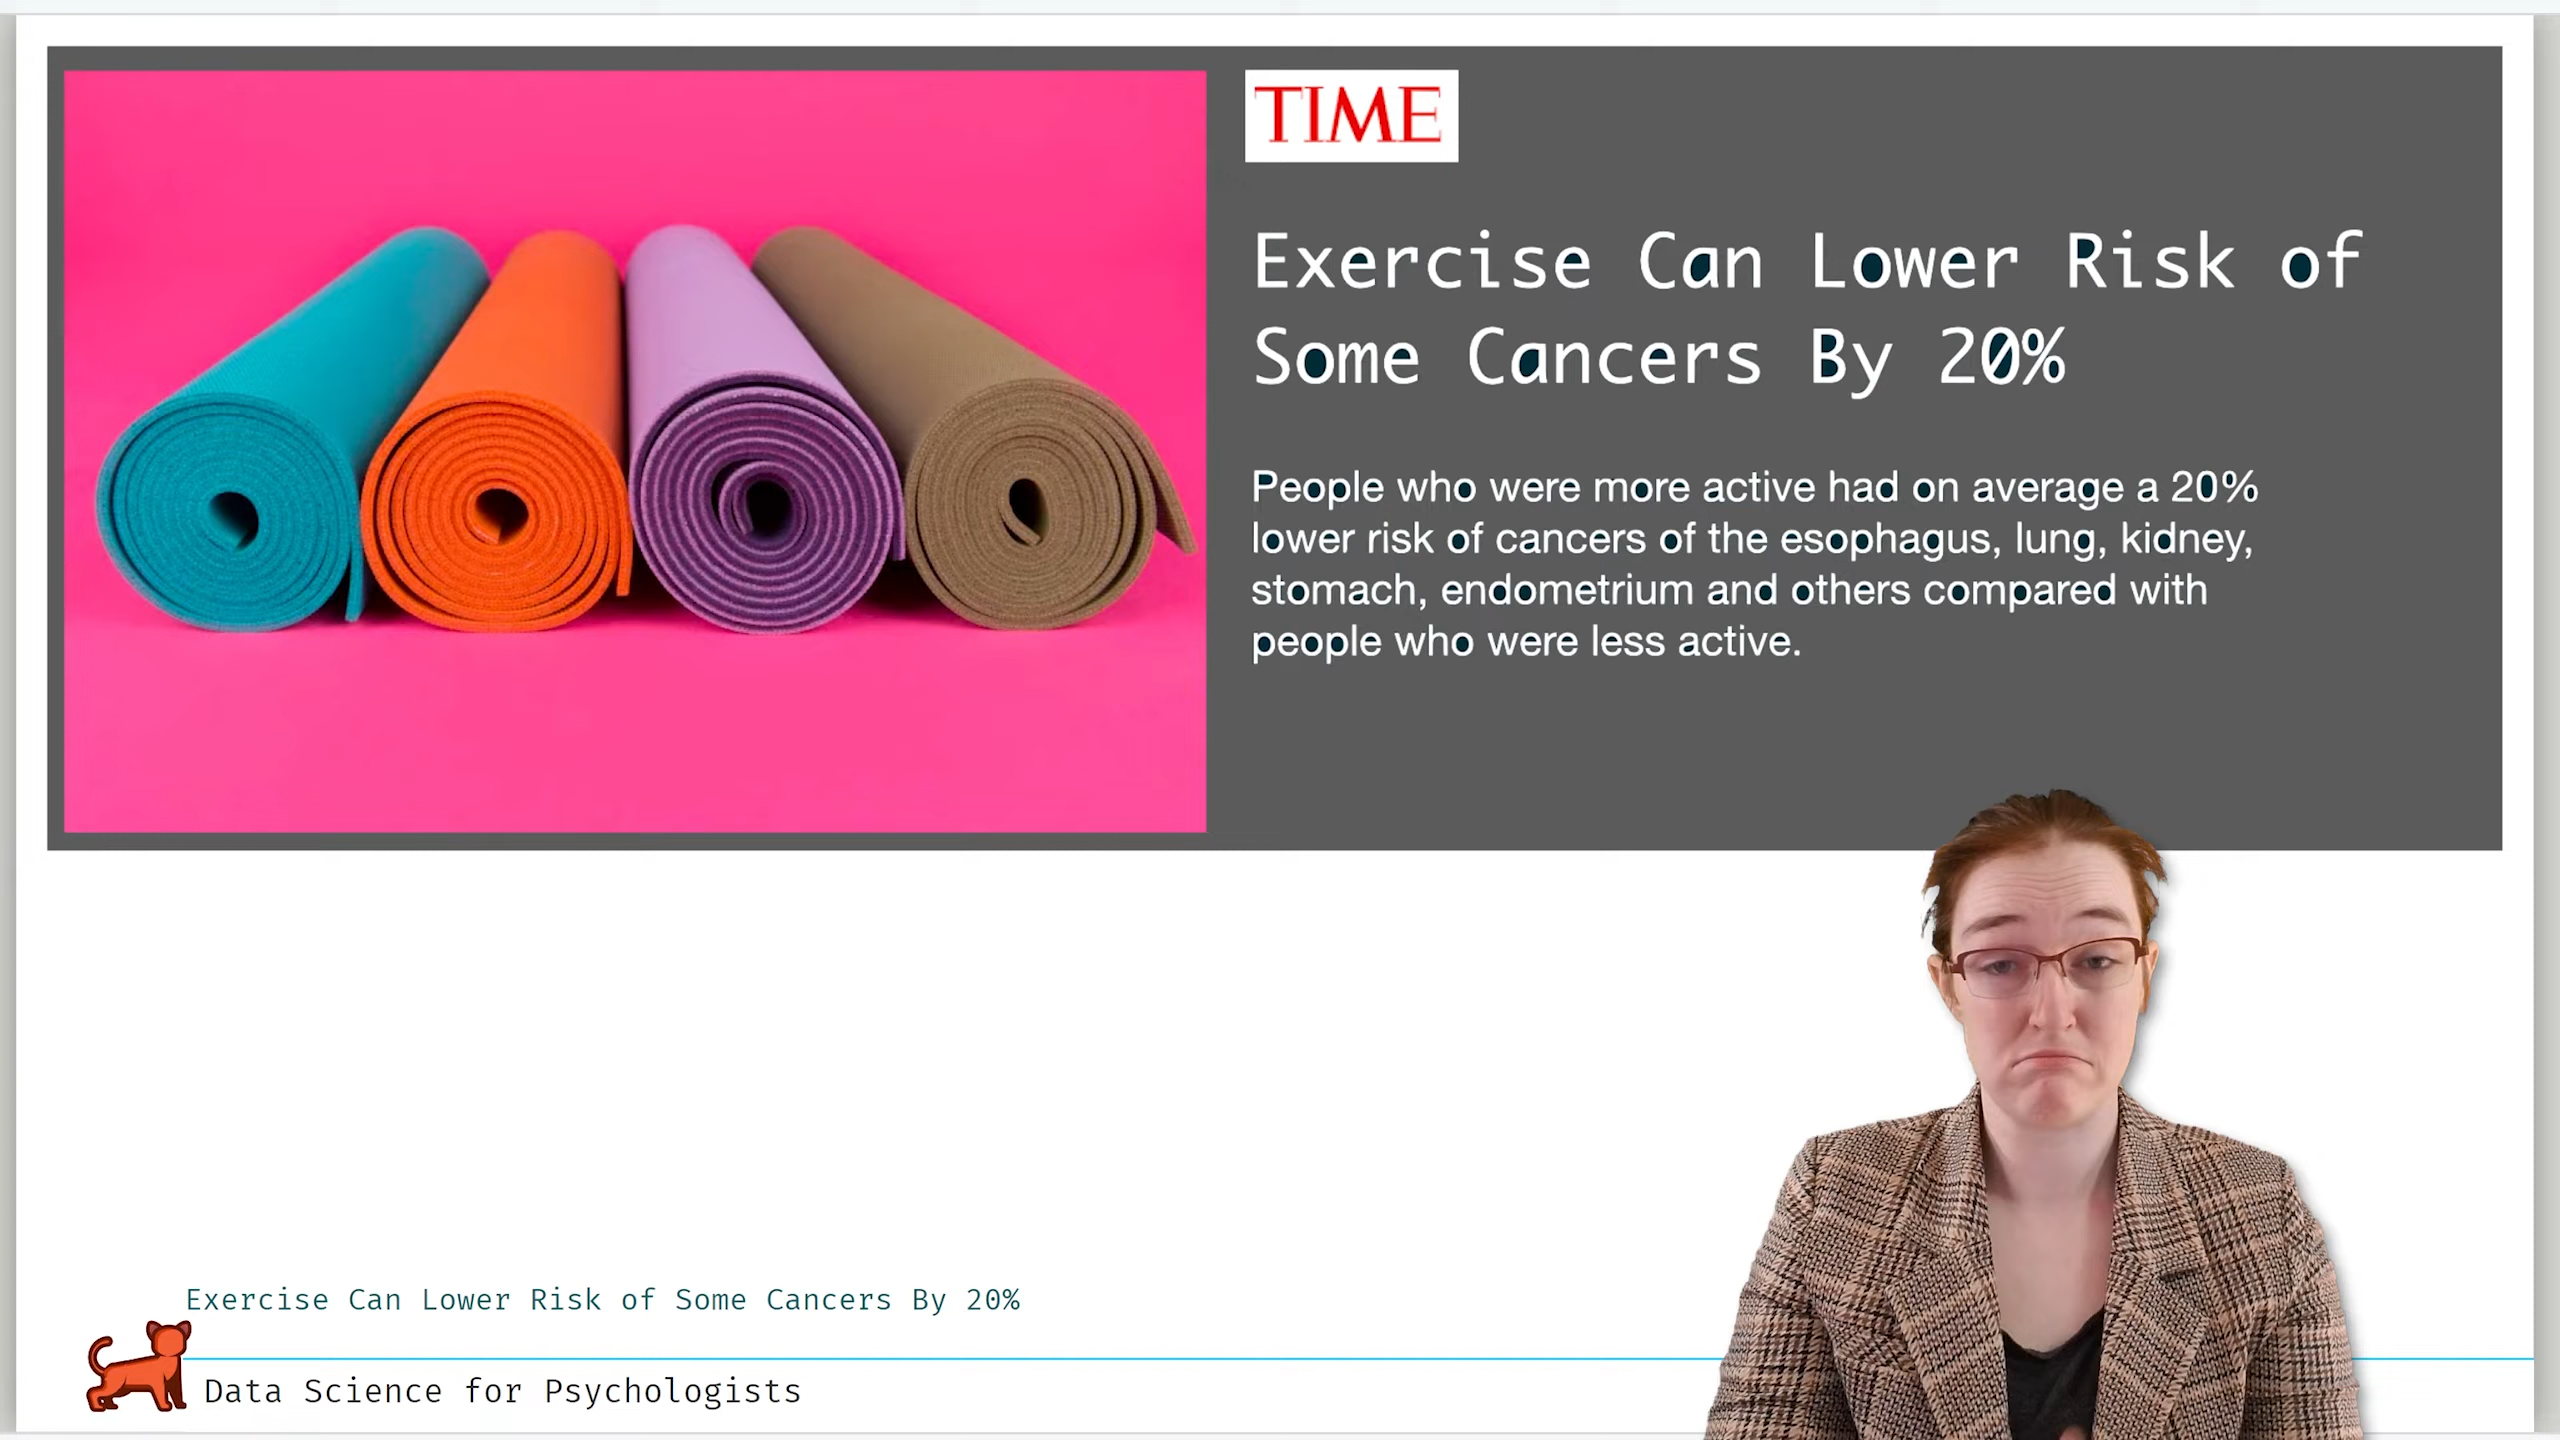 TIME
Exercise Can Lower Risk of
Some Cancers By 20%
People who were more active had on average a 20%
lower risk of cancers of the esophagus, lung, kidney,
stomach, endometrium and others compared with
people who were less active.
Exercise Can Lower Risk of Some Cancers By 20%
Data Science for Psychologists